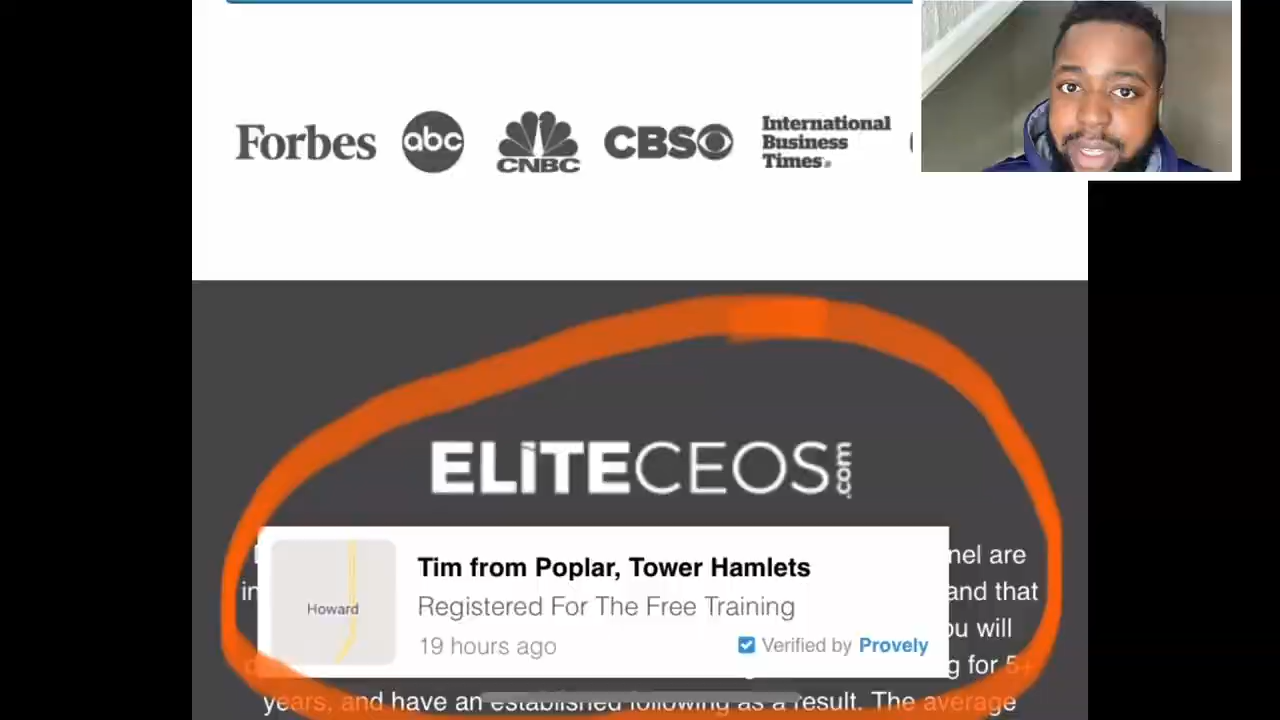 Forbes
abc
CNBC
CBS
International
Business
Times
ELiTECEOS.com
Tim from Poplar, Tower Hamlets
Howard
Registered For The Free Training
19 hours ago
Verified by Provely
nel are
in
and that
ou will
g for 5+
years, and have an established following as a result. The average